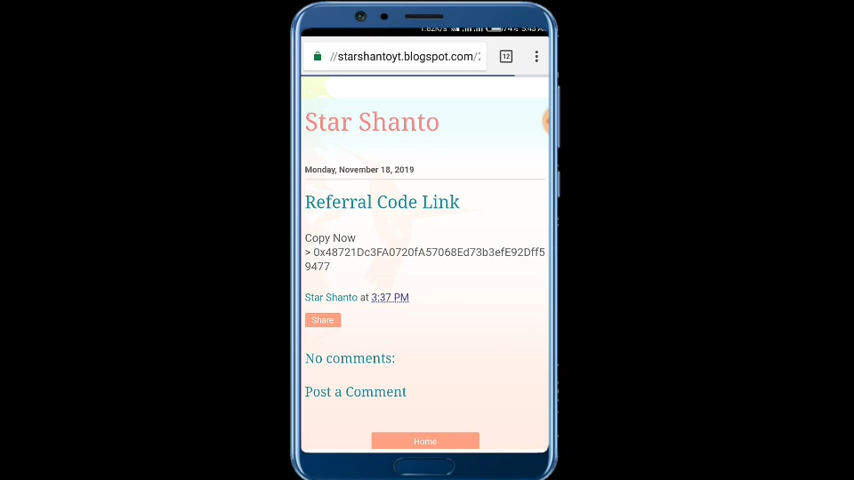 //starshantoyt.blogspot.com/
12
Star Shanto
Monday, November 18, 2019
Referral Code Link
Copy Now
> 0x48721Dc3FA0720fA57068Ed73b3efE92Dff5
9477
Star Shanto at 3:37 PM
Share
No comments:
Post a Comment
Home